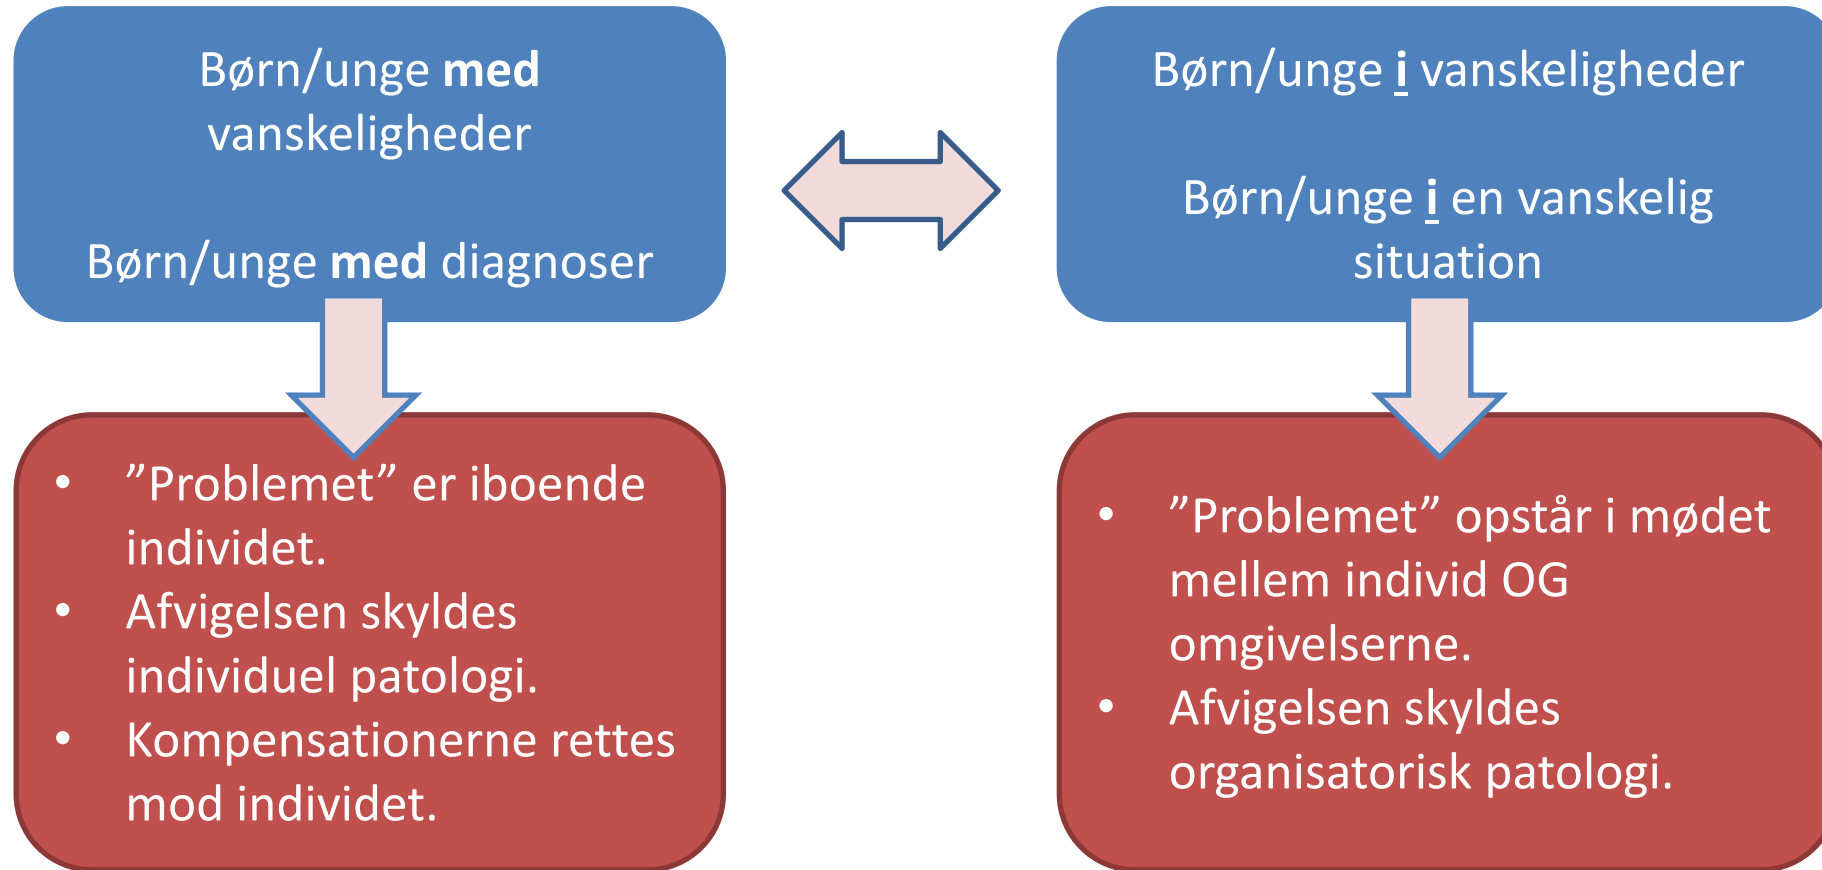 Børn/unge med
vanskeligheder
Børn/unge med diagnoser
Børn/unge i vanskeligheder
Børn/unge i en vanskelig
situation
• ”Problemet” er iboende
individet.
• Afvigelsen skyldes
individuel patologi.
• Kompensationerne rettes
mod individet.
• ”Problemet” opstår i mødet
mellem individ OG
omgivelserne.
• Afvigelsen skyldes
organisatorisk patologi.